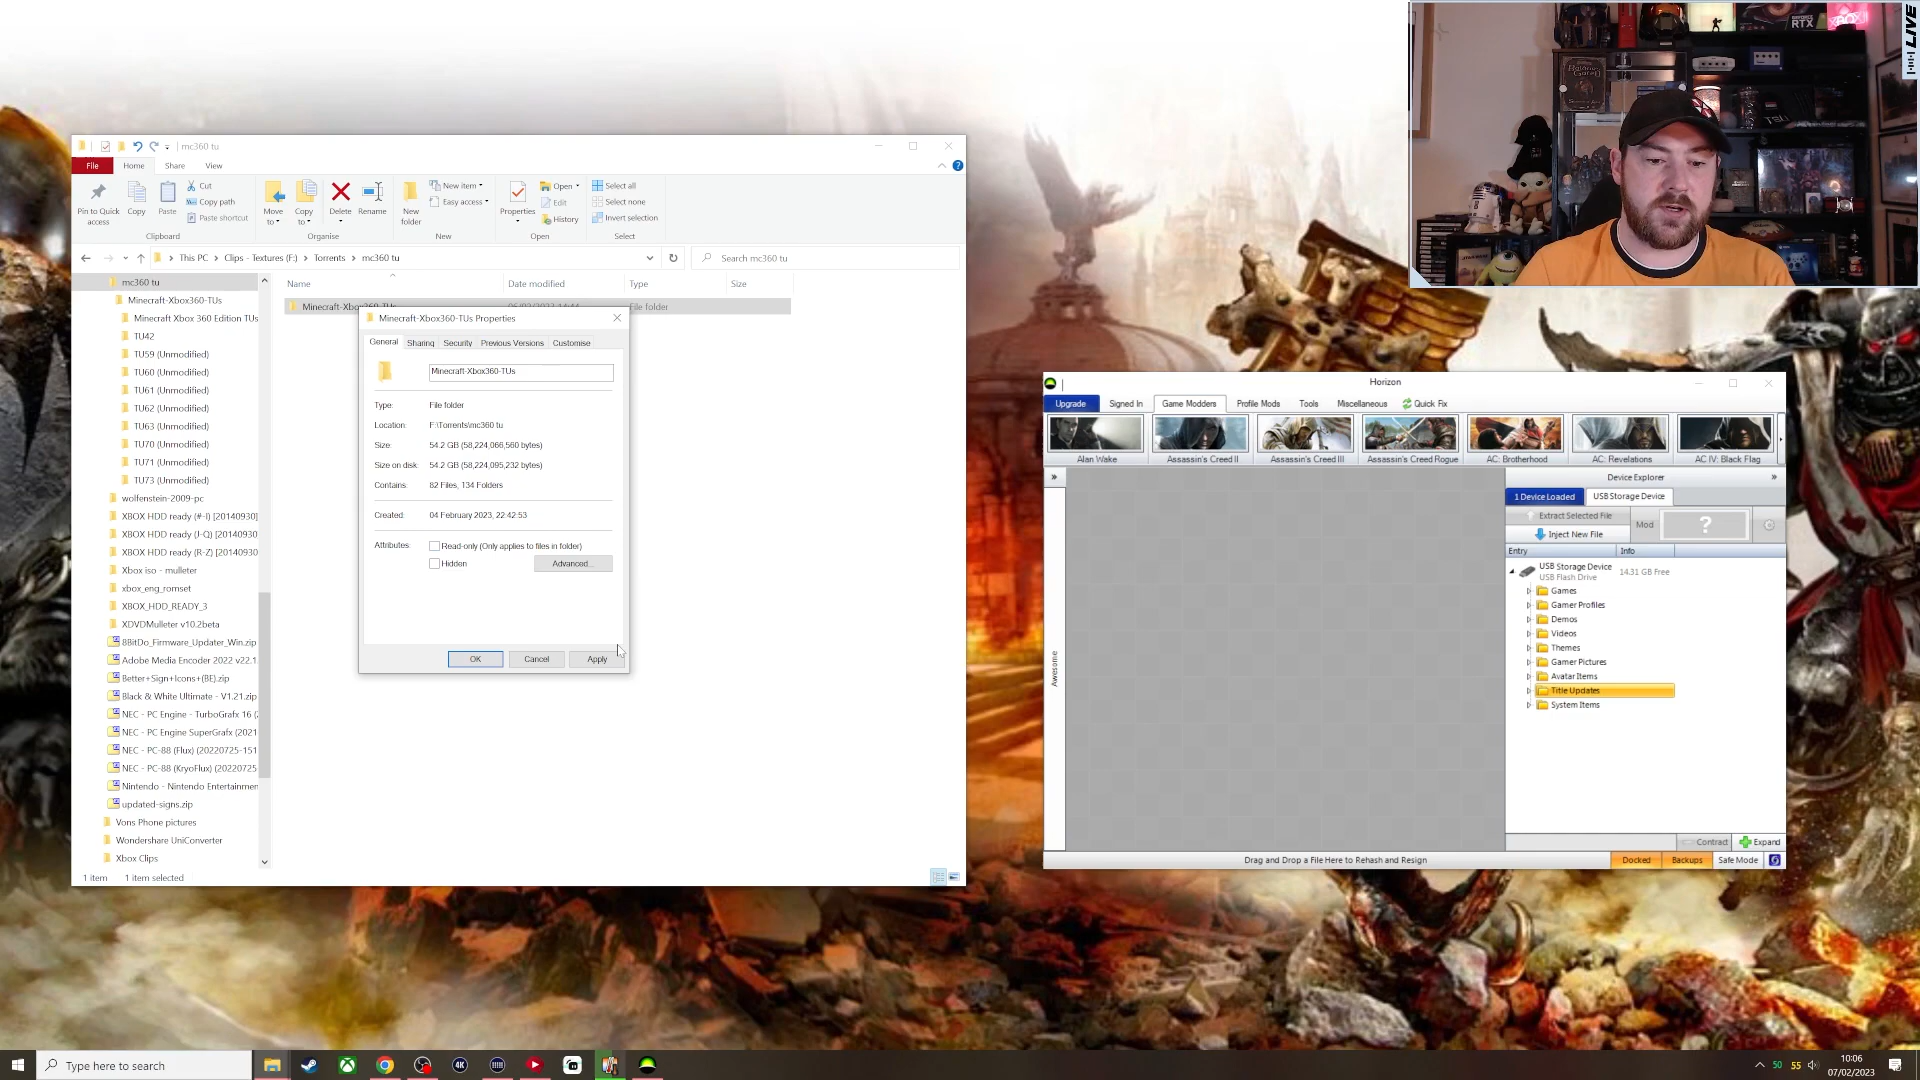 LIVE
RTX
mc360 tu
File
Home
Share
View
Pin to Quick access
Copy
Paste
Cut
Copy path
Paste shortcut
Clipboard
Move to
Copy to
Delete
Rename
Organise
New folder
New item
Easy access
New
Properties
Open
Edit
History
Open
Select all
Select none
Invert selection
Select
This PC > Clips - Textures (F:) > Torrents > mc360 tu
Search mc360 tu
Name
Date modified
Type
Size
File folder
mc360 tu
Minecraft-Xbox360-TUs
Minecraft Xbox 360 Edition TUs
TU42
TU59 (Unmodified)
TU60 (Unmodified)
TU61 (Unmodified)
TU62 (Unmodified)
TU63 (Unmodified)
TU70 (Unmodified)
TU71 (Unmodified)
TU73 (Unmodified)
wolfenstein-2009-pc
XBOX HDD ready (#-I) [20140930]
XBOX HDD ready (J-Q) [20140930
XBOX HDD ready (R-Z) [20140930
Xbox iso - mulleter
xbox_eng_romset
XBOX_HDD_READY_3
XDVDMulleter v10.2beta
8BitDo_Firmware_Updater_Win.zip
Adobe Media Encoder 2022 v22.1.
Better+Sign+Icons+(BE).zip
Black & White Ultimate - V1.21.zip
NEC - PC Engine - TurboGrafx 16 (2
NEC - PC Engine SuperGrafx (2021
NEC - PC-88 (Flux) (20220725-151
NEC - PC-88 (KryoFlux) (20220725
Nintendo - Nintendo Entertainmen
updated-signs.zip
Vons Phone pictures
Wondershare UniConverter
Xbox Clips
1 item
1 item selected
Minecraft-Xbox360-TUs Properties
General
Sharing
Security
Previous Versions
Customise
Minecraft-Xbox360-TUs
Type: File folder
Location: F:\Torrents\mc360 tu
Size: 54.2 GB (58,224,066,560 bytes)
Size on disk: 54.2 GB (58,224,095,232 bytes)
Contains: 82 Files, 134 Folders
Created: 04 February 2023, 22:42:53
Attributes:
Read-only (Only applies to files in folder)
Hidden
Advanced...
OK
Cancel
Apply
Horizon
Upgrade
Signed In
Game Modders
Profile Mods
Tools
Miscellaneous
Quick Fix
Alan Wake
Assassin's Creed II
Assassin's Creed III
Assassin's Creed Rogue
AC: Brotherhood
AC: Revelations
AC IV: Black Flag
Awesome
Device Explorer
1 Device Loaded
USB Storage Device
Extract Selected File
Inject New File
Mod
?
Entry
Info
USB Storage Device
USB Flash Drive
14.31 GB Free
Games
Gamer Profiles
Demos
Videos
Themes
Gamer Pictures
Avatar Items
Title Updates
System Items
Contract
Expand
Drag and Drop a File Here to Rehash and Resign
Docked
Backups
Safe Mode
Type here to search
4K
50
55
10:06
07/02/2023